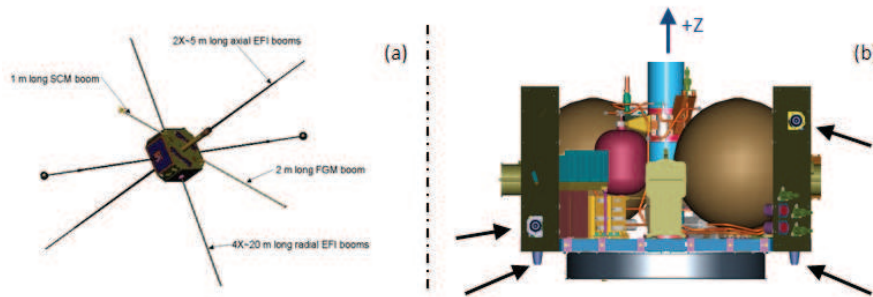 2X~5 m long axial EFI booms
(a)
1 m long SCM boom
2 m long FGM boom
4X~20 m long radial EFI booms
+Z
(b)